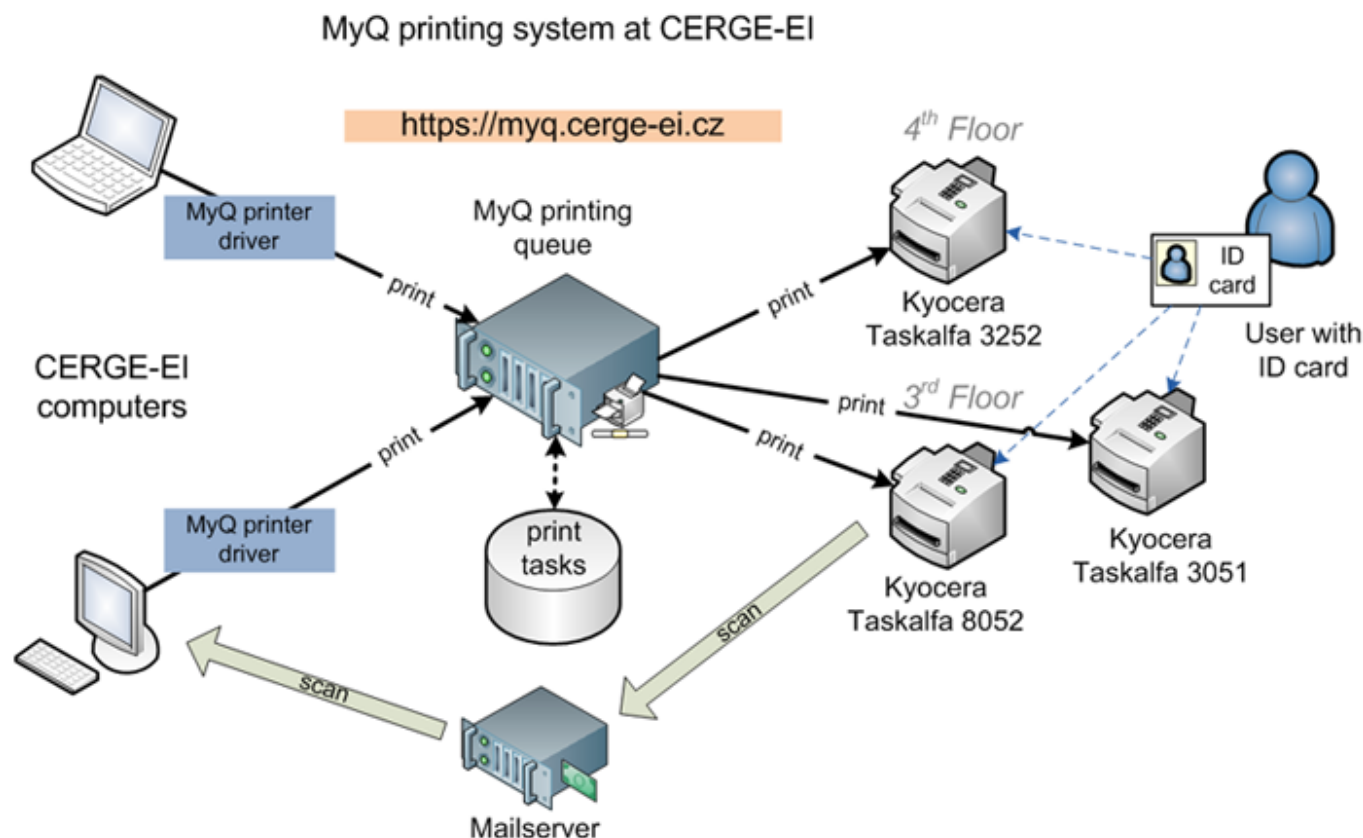 MyQ printing system at CERGE-EI
https://myq.cerge-ei.cz
4th Floor
MyQ printer
driver
MyQ printing
queue
ID
card
print
print
Kyocera
Taskalfa 3252
User with
ID card
CERGE-EI
computers
3rd Floor
print
print
print
MyQ printer
driver
print
tasks
Kyocera
Taskalfa 3051
Kyocera
Taskalfa 8052
scan
scan
Mailserver